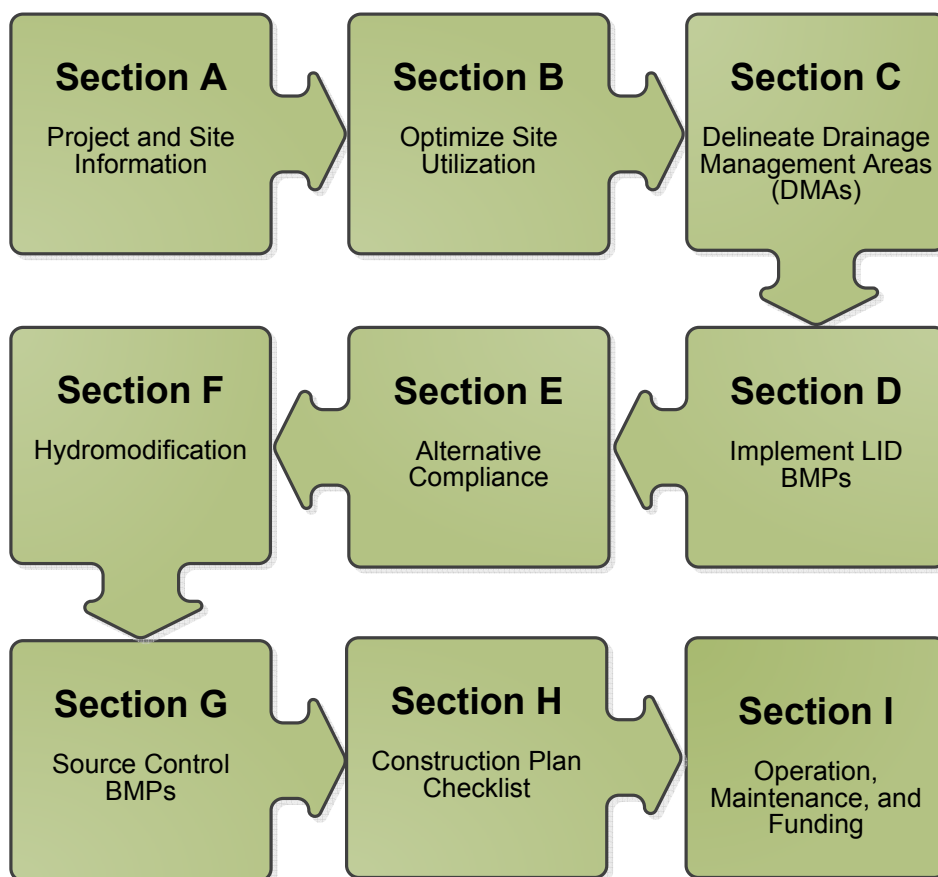 Section A
Project and Site
Information
Section B
Optimize Site
Utilization
Section C
Delineate Drainage
Management Areas
(DMAs)
Section D
Implement LID
BMPs
Section E
Alternative
Compliance
Section F
Hydromodification
Section G
Source Control
BMPs
Section H
Construction Plan
Checklist
Section I
Operation,
Maintenance, and
Funding